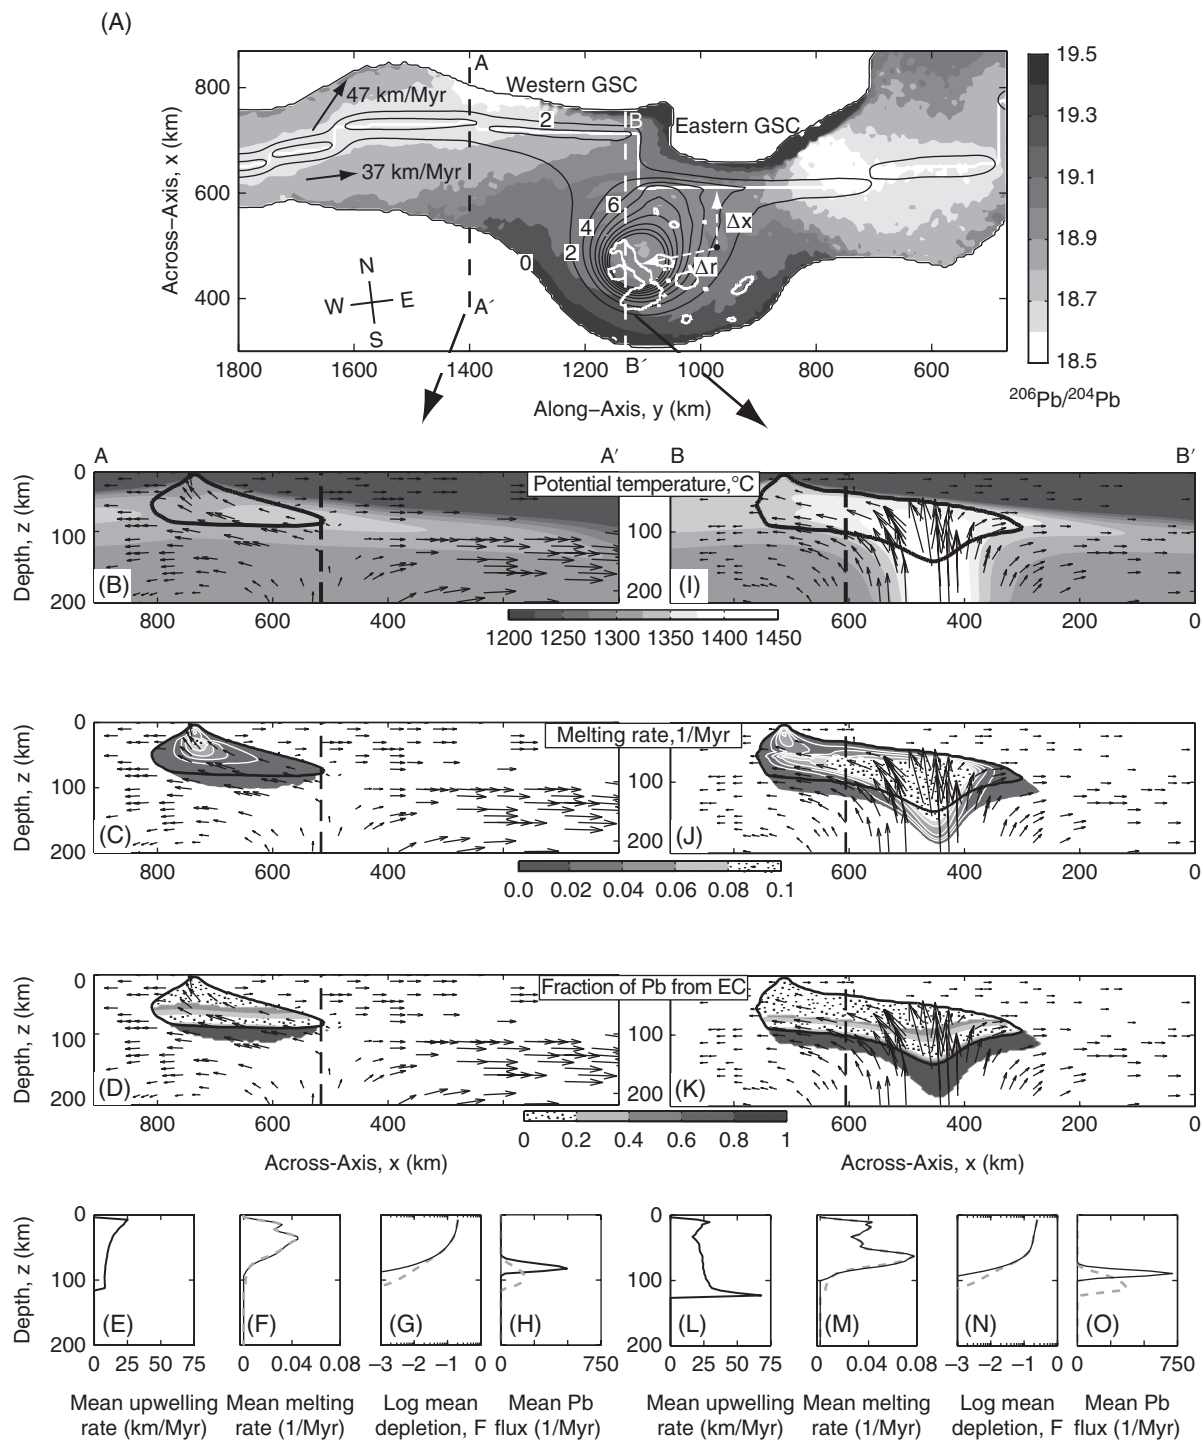 (A)
800
600
400
Across–Axis, x (km)
A
Western GSC
47 km/Myr
2
B
Eastern GSC
37 km/Myr
6
4
2
0
Δx
Δr
N
W E
S
A′
B′
1800 1600 1400 1200 1000 800 600
Along–Axis, y (km)
19.5
19.3
19.1
18.9
18.7
18.5
²⁰⁶Pb/²⁰⁴Pb
A A′ B B′
Potential temperature,°C
Depth, z (km)
0
100
200
(B)
800 600 400
0
100
200
(I)
600 400 200 0
1200 1250 1300 1350 1400 1450
Melting rate,1/Myr
Depth, z (km)
0
100
200
(C)
800 600 400
0
100
200
(J)
600 400 200 0
0.0 0.02 0.04 0.06 0.08 0.1
Fraction of Pb from EC
Depth, z (km)
0
100
200
(D)
800 600 400
Across-Axis, x (km)
0
100
200
(K)
600 400 200 0
Across-Axis, x (km)
0 0.2 0.4 0.6 0.8 1
Depth, z (km)
0
100
200
(E)
0 25 75
Mean upwelling
rate (km/Myr)
(F)
0 0.04 0.08
Mean melting
rate (1/Myr)
(G)
−3 −2 −1 0
Log mean
depletion, F
(H)
0 750
Mean Pb
flux (1/Myr)
0
100
200
(L)
0 25 50 75
Mean upwelling
rate (km/Myr)
(M)
0 0.04 0.08
Mean melting
rate (1/Myr)
(N)
−3 −2 −1 0
Log mean
depletion, F
(O)
0 750
Mean Pb
flux (1/Myr)